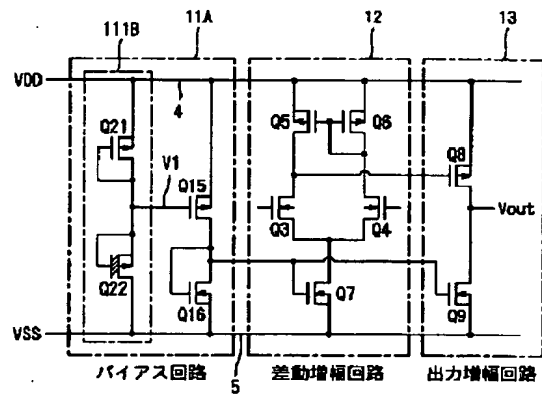 111B
11A
12
13
VDD
4
Q21
V1
Q15
Q22
Q16
Q5
Q6
Q3
Q4
Q7
Q8
Vout
Q9
VSS
5
バイアス回路
差動増幅回路
出力増幅回路